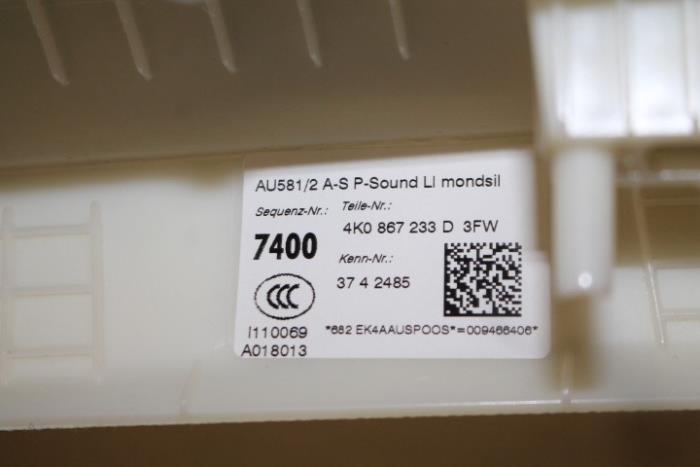 AU581/2 A-S P-Sound LI mondsil
Sequenz-Nr.: Teile-Nr.:
7400 4K0 867 233 D 3FW
Kenn-Nr.:
37 4 2485
CCC
I110069 *682 EK4AAUSPOOS*=009466406*
A018013